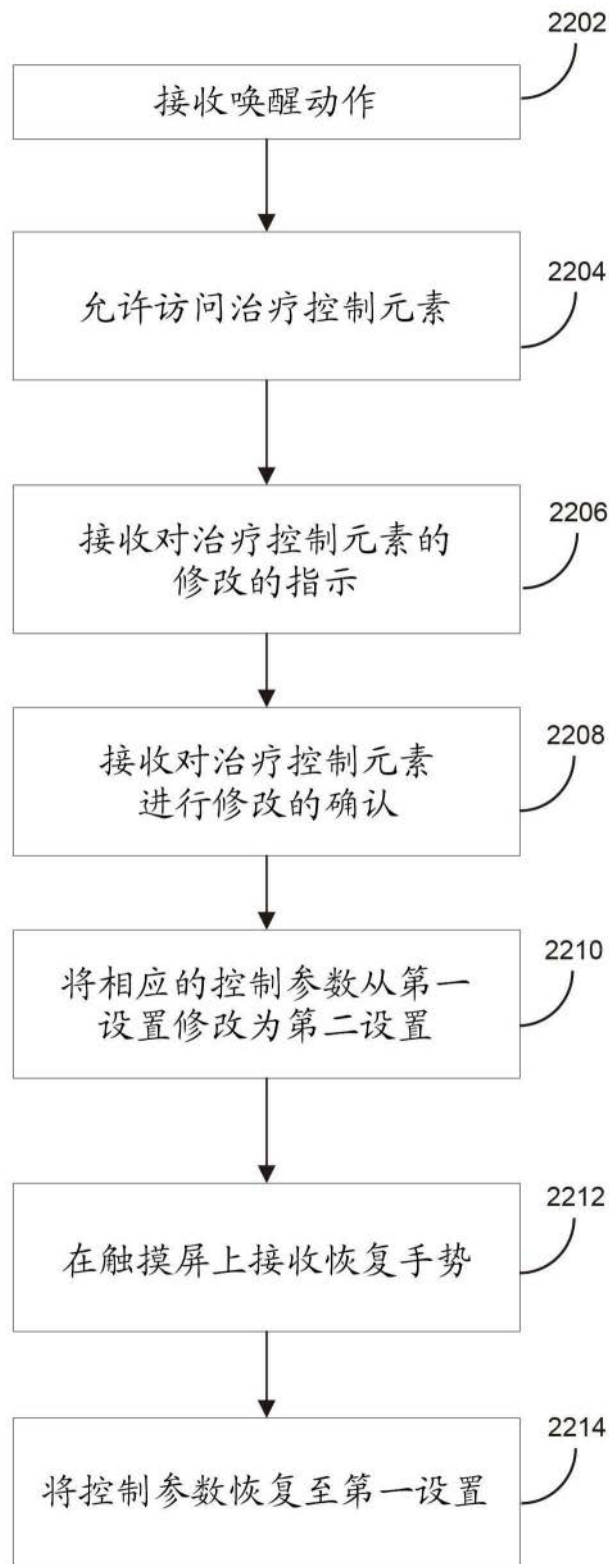 2202
接收唤醒动作
2204
允许访问治疗控制元素
2206
接收对治疗控制元素的
修改的指示
2208
接收对治疗控制元素
进行修改的确认
2210
将相应的控制参数从第一
设置修改为第二设置
2212
在触摸屏上接收恢复手势
2214
将控制参数恢复至第一设置